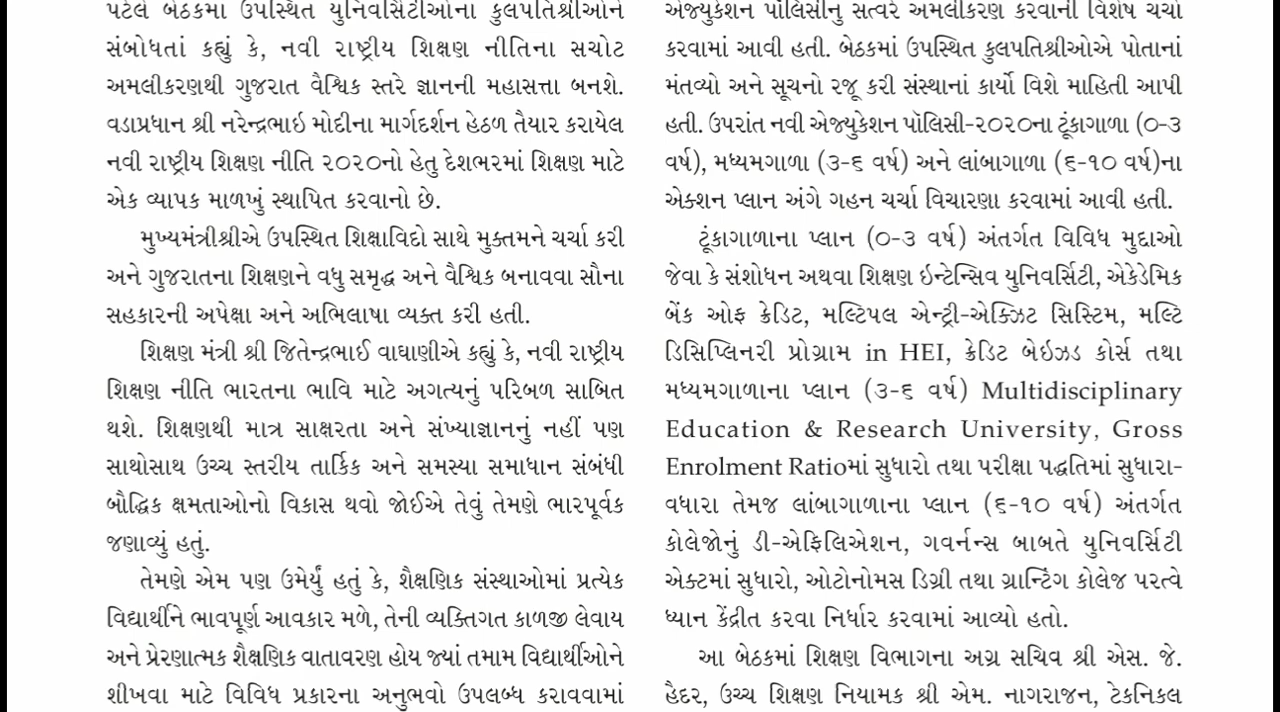 પટેલે બેઠકમાં ઉપસ્થિત યુનિવર્સિટીઓના કુલપતિશ્રીઓને
સંબોધતાં કહ્યું કે, નવી રાષ્ટ્રીય શિક્ષણ નીતિના સચોટ
અમલીકરણથી ગુજરાત વૈશ્વિક સ્તરે જ્ઞાનની મહાસત્તા બનશે.
વડાપ્રધાન શ્રી નરેન્દ્રભાઇ મોદીના માર્ગદર્શન હેઠળ તૈયાર કરાયેલ
નવી રાષ્ટ્રીય શિક્ષણ નીતિ ૨૦૨૦નો હેતુ દેશભરમાં શિક્ષણ માટે
એક વ્યાપક માળખું સ્થાપિત કરવાનો છે.
મુખ્યમંત્રીશ્રીએ ઉપસ્થિત શિક્ષાવિદો સાથે મુક્તમને ચર્ચા કરી
અને ગુજરાતના શિક્ષણને વધુ સમૃદ્ધ અને વૈશ્વિક બનાવવા સૌના
સહકારની અપેક્ષા અને અભિલાષા વ્યક્ત કરી હતી.
શિક્ષણ મંત્રી શ્રી જિતેન્દ્રભાઈ વાઘાણીએ કહ્યું કે, નવી રાષ્ટ્રીય
શિક્ષણ નીતિ ભારતના ભાવિ માટે અગત્યનું પરિબળ સાબિત
થશે. શિક્ષણથી માત્ર સાક્ષરતા અને સંખ્યાજ્ઞાનનું નહીં પણ
સાથોસાથ ઉચ્ચ સ્તરીય તાર્કિક અને સમસ્યા સમાધાન સંબંધી
બૌદ્ધિક ક્ષમતાઓનો વિકાસ થવો જોઈએ તેવું તેમણે ભારપૂર્વક
જણાવ્યું હતું.
તેમણે એમ પણ ઉમેર્યું હતું કે, શૈક્ષણિક સંસ્થાઓમાં પ્રત્યેક
વિદ્યાર્થીને ભાવપૂર્ણ આવકાર મળે, તેની વ્યક્તિગત કાળજી લેવાય
અને પ્રેરણાત્મક શૈક્ષણિક વાતાવરણ હોય જ્યાં તમામ વિદ્યાર્થીઓને
શીખવા માટે વિવિધ પ્રકારના અનુભવો ઉપલબ્ધ કરાવવામાં
એજ્યુકેશન પૉલિસીનું સત્વરે અમલીકરણ કરવાની વિશેષ ચર્ચા
કરવામાં આવી હતી. બેઠકમાં ઉપસ્થિત કુલપતિશ્રીઓએ પોતાનાં
મંતવ્યો અને સૂચનો રજૂ કરી સંસ્થાનાં કાર્યો વિશે માહિતી આપી
હતી. ઉપરાંત નવી એજ્યુકેશન પૉલિસી-૨૦૨૦ના ટૂંકાગાળા (૦-૩
વર્ષ), મધ્યમગાળા (૩-૬ વર્ષ) અને લાંબાગાળા (૬-૧૦ વર્ષ)ના
એક્શન પ્લાન અંગે ગહન ચર્ચા વિચારણા કરવામાં આવી હતી.
ટૂંકાગાળાના પ્લાન (૦-૩ વર્ષ) અંતર્ગત વિવિધ મુદ્દાઓ
જેવા કે સંશોધન અથવા શિક્ષણ ઇન્ટેન્સિવ યુનિવર્સિટી, એકેડેમિક
બેંક ઓફ ક્રેડિટ, મલ્ટિપલ એન્ટ્રી-એક્ઝિટ સિસ્ટિમ, મલ્ટિ
ડિસિપ્લિનરી પ્રોગ્રામ in HEI, ક્રેડિટ બેઇઝડ કોર્સ તથા
મધ્યમગાળાના પ્લાન (૩-૬ વર્ષ) Multidisciplinary
Education & Research University, Gross
Enrolment Ratioમાં સુધારો તથા પરીક્ષા પદ્ધતિમાં સુધારા-
વધારા તેમજ લાંબાગાળાના પ્લાન (૬-૧૦ વર્ષ) અંતર્ગત
કોલેજોનું ડી-એફિલિએશન, ગવર્નન્સ બાબતે યુનિવર્સિટી
એક્ટમાં સુધારો, ઓટોનોમસ ડિગ્રી તથા ગ્રાન્ટિંગ કોલેજ પરત્વે
ધ્યાન કેંદ્રીત કરવા નિર્ધાર કરવામાં આવ્યો હતો.
આ બેઠકમાં શિક્ષણ વિભાગના અગ્ર સચિવ શ્રી એસ. જે.
હૈદર, ઉચ્ચ શિક્ષણ નિયામક શ્રી એમ. નાગરાજન, ટેકનિકલ